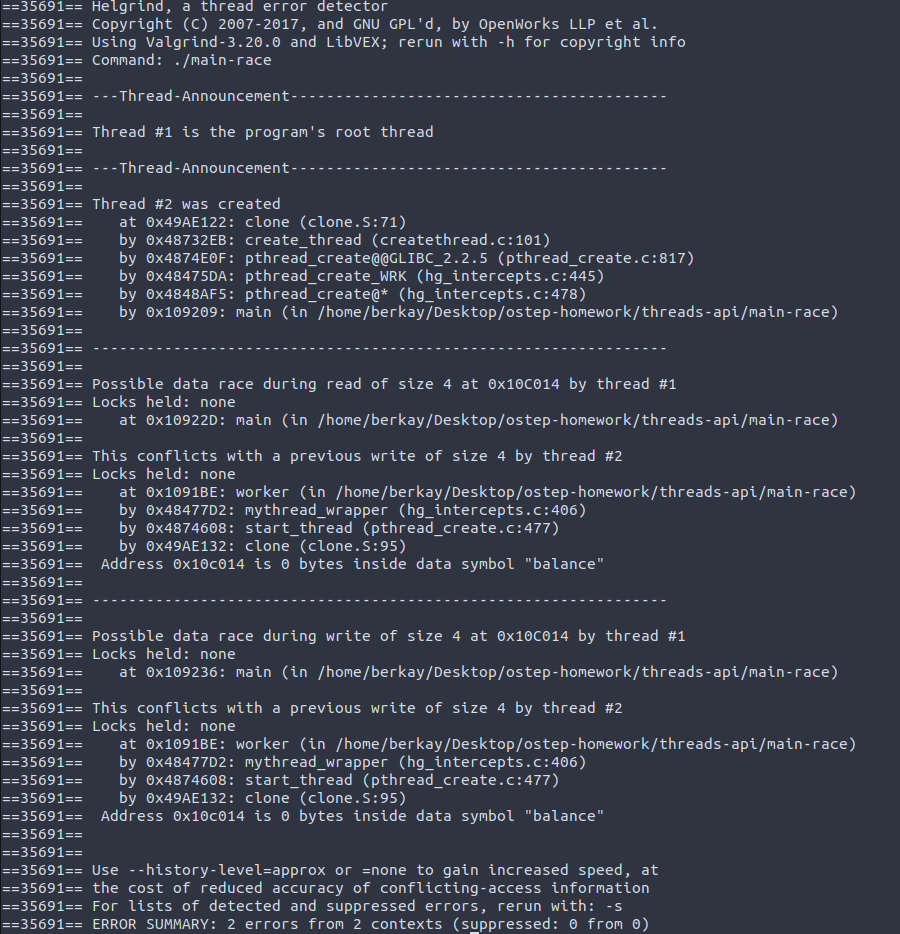 ==35691== Helgrind, a thread error detector
==35691== Copyright (C) 2007-2017, and GNU GPL'd, by OpenWorks LLP et al.
==35691== Using Valgrind-3.20.0 and LibVEX; rerun with -h for copyright info
==35691== Command: ./main-race
==35691==
==35691== ---Thread-Announcement------------------------------------------
==35691==
==35691== Thread #1 is the program's root thread
==35691==
==35691== ---Thread-Announcement------------------------------------------
==35691==
==35691== Thread #2 was created
==35691==    at 0x49AE122: clone (clone.S:71)
==35691==    by 0x48732EB: create_thread (createthread.c:101)
==35691==    by 0x4874E0F: pthread_create@@GLIBC_2.2.5 (pthread_create.c:817)
==35691==    by 0x48475DA: pthread_create_WRK (hg_intercepts.c:445)
==35691==    by 0x4848AF5: pthread_create@* (hg_intercepts.c:478)
==35691==    by 0x109209: main (in /home/berkay/Desktop/ostep-homework/threads-api/main-race)
==35691==
==35691== ----------------------------------------------------------------
==35691==
==35691== Possible data race during read of size 4 at 0x10C014 by thread #1
==35691== Locks held: none
==35691==    at 0x10922D: main (in /home/berkay/Desktop/ostep-homework/threads-api/main-race)
==35691==
==35691== This conflicts with a previous write of size 4 by thread #2
==35691== Locks held: none
==35691==    at 0x1091BE: worker (in /home/berkay/Desktop/ostep-homework/threads-api/main-race)
==35691==    by 0x48477D2: mythread_wrapper (hg_intercepts.c:406)
==35691==    by 0x4874608: start_thread (pthread_create.c:477)
==35691==    by 0x49AE132: clone (clone.S:95)
==35691==  Address 0x10c014 is 0 bytes inside data symbol "balance"
==35691==
==35691== ----------------------------------------------------------------
==35691==
==35691== Possible data race during write of size 4 at 0x10C014 by thread #1
==35691== Locks held: none
==35691==    at 0x109236: main (in /home/berkay/Desktop/ostep-homework/threads-api/main-race)
==35691==
==35691== This conflicts with a previous write of size 4 by thread #2
==35691== Locks held: none
==35691==    at 0x1091BE: worker (in /home/berkay/Desktop/ostep-homework/threads-api/main-race)
==35691==    by 0x48477D2: mythread_wrapper (hg_intercepts.c:406)
==35691==    by 0x4874608: start_thread (pthread_create.c:477)
==35691==    by 0x49AE132: clone (clone.S:95)
==35691==  Address 0x10c014 is 0 bytes inside data symbol "balance"
==35691==
==35691==
==35691== Use --history-level=approx or =none to gain increased speed, at
==35691== the cost of reduced accuracy of conflicting-access information
==35691== For lists of detected and suppressed errors, rerun with: -s
==35691== ERROR SUMMARY: 2 errors from 2 contexts (suppressed: 0 from 0)